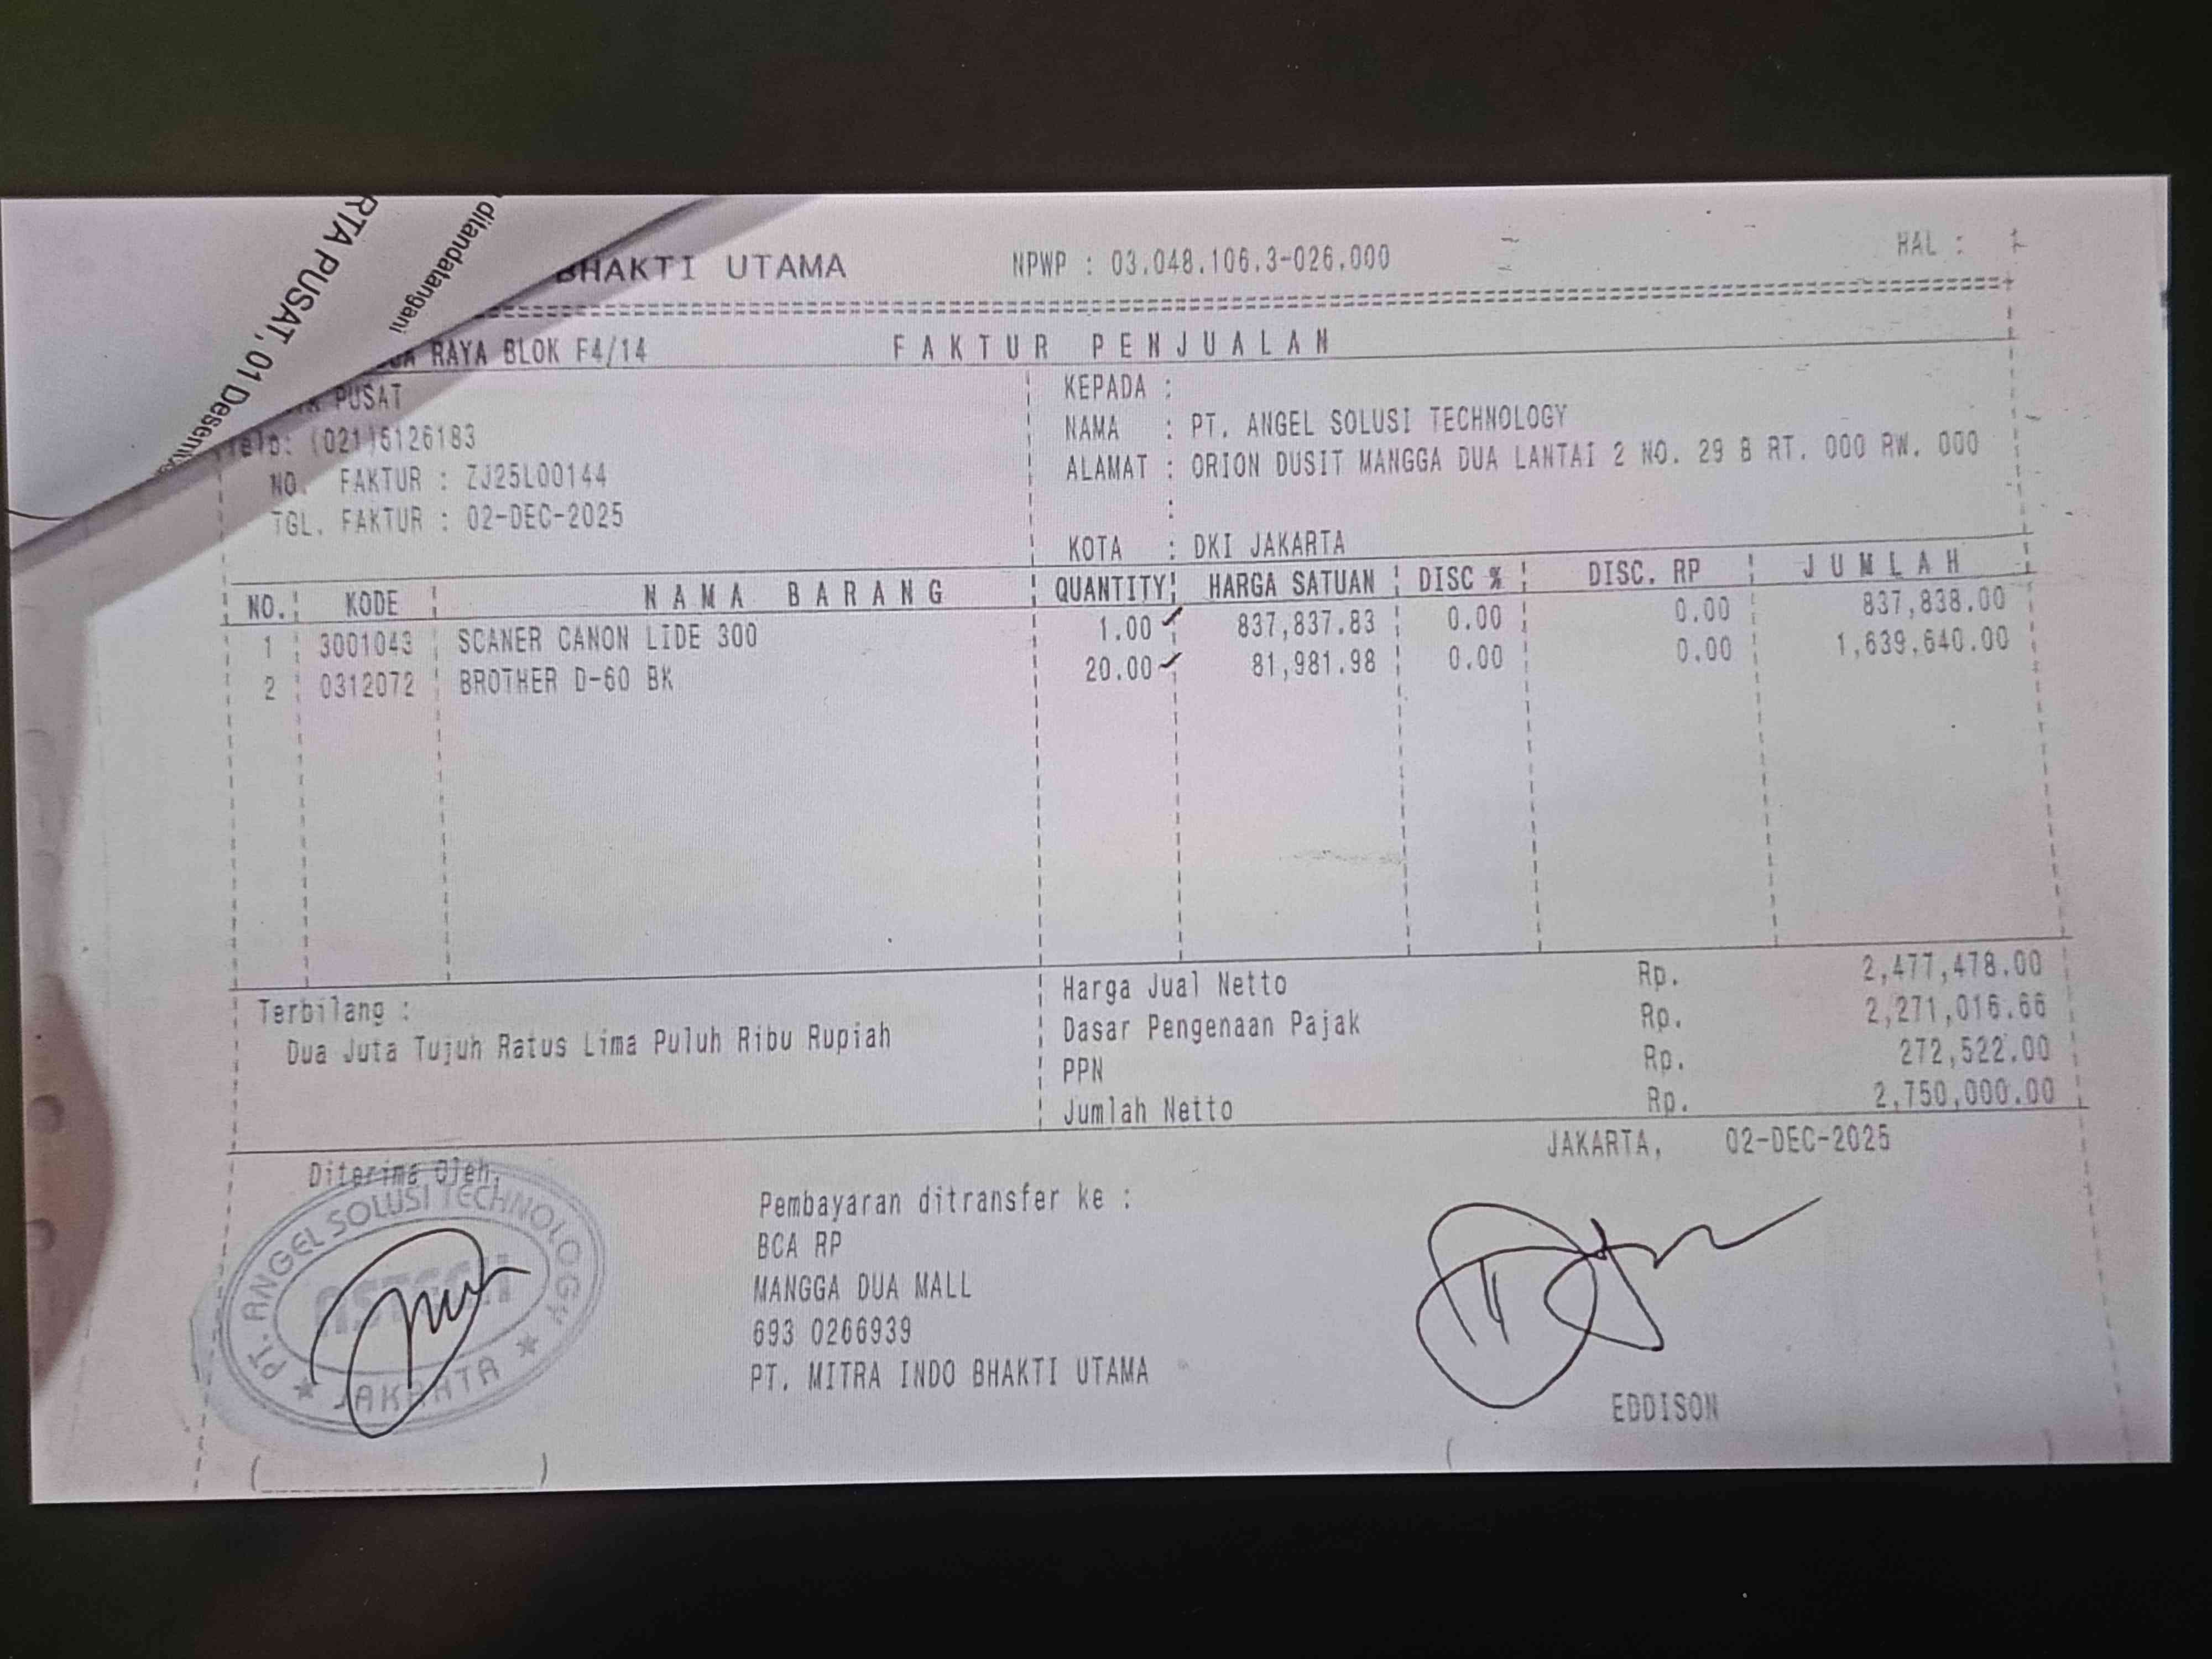 RTA PUSAT, 01 Desem
ditandatangani
BHAKTI UTAMA NPWP : 03.048.106.3-026.000 HAL : 1
RAYA BLOK F4/14 FAKTUR PENJUALAN
PUSAT
Telp: (021)6126183
NO. FAKTUR : ZJ25L00144
TGL. FAKTUR : 02-DEC-2025
KEPADA :
NAMA : PT. ANGEL SOLUSI TECHNOLOGY
ALAMAT : ORION DUSIT MANGGA DUA LANTAI 2 NO. 29 B RT. 000 RW. 000
:
KOTA : DKI JAKARTA
NO. KODE NAMA BARANG QUANTITY HARGA SATUAN DISC % DISC. RP JUMLAH
1 3001043 SCANER CANON LIDE 300 1.00 837,837.83 0.00 0.00 837,838.00
2 0312072 BROTHER D-60 BK 20.00 81,981.98 0.00 0.00 1,639,640.00
Terbilang :
Dua Juta Tujuh Ratus Lima Puluh Ribu Rupiah
Harga Jual Netto Rp. 2,477,478.00
Dasar Pengenaan Pajak Rp. 2,271,016.66
PPN Rp. 272,522.00
Jumlah Netto Rp. 2,750,000.00
JAKARTA, 02-DEC-2025
Diterima Oleh,
PT. ANGEL SOLUSI TECHNOLOGY
JAKARTA
Pembayaran ditransfer ke :
BCA RP
MANGGA DUA MALL
693 0266939
PT. MITRA INDO BHAKTI UTAMA
EDDISON